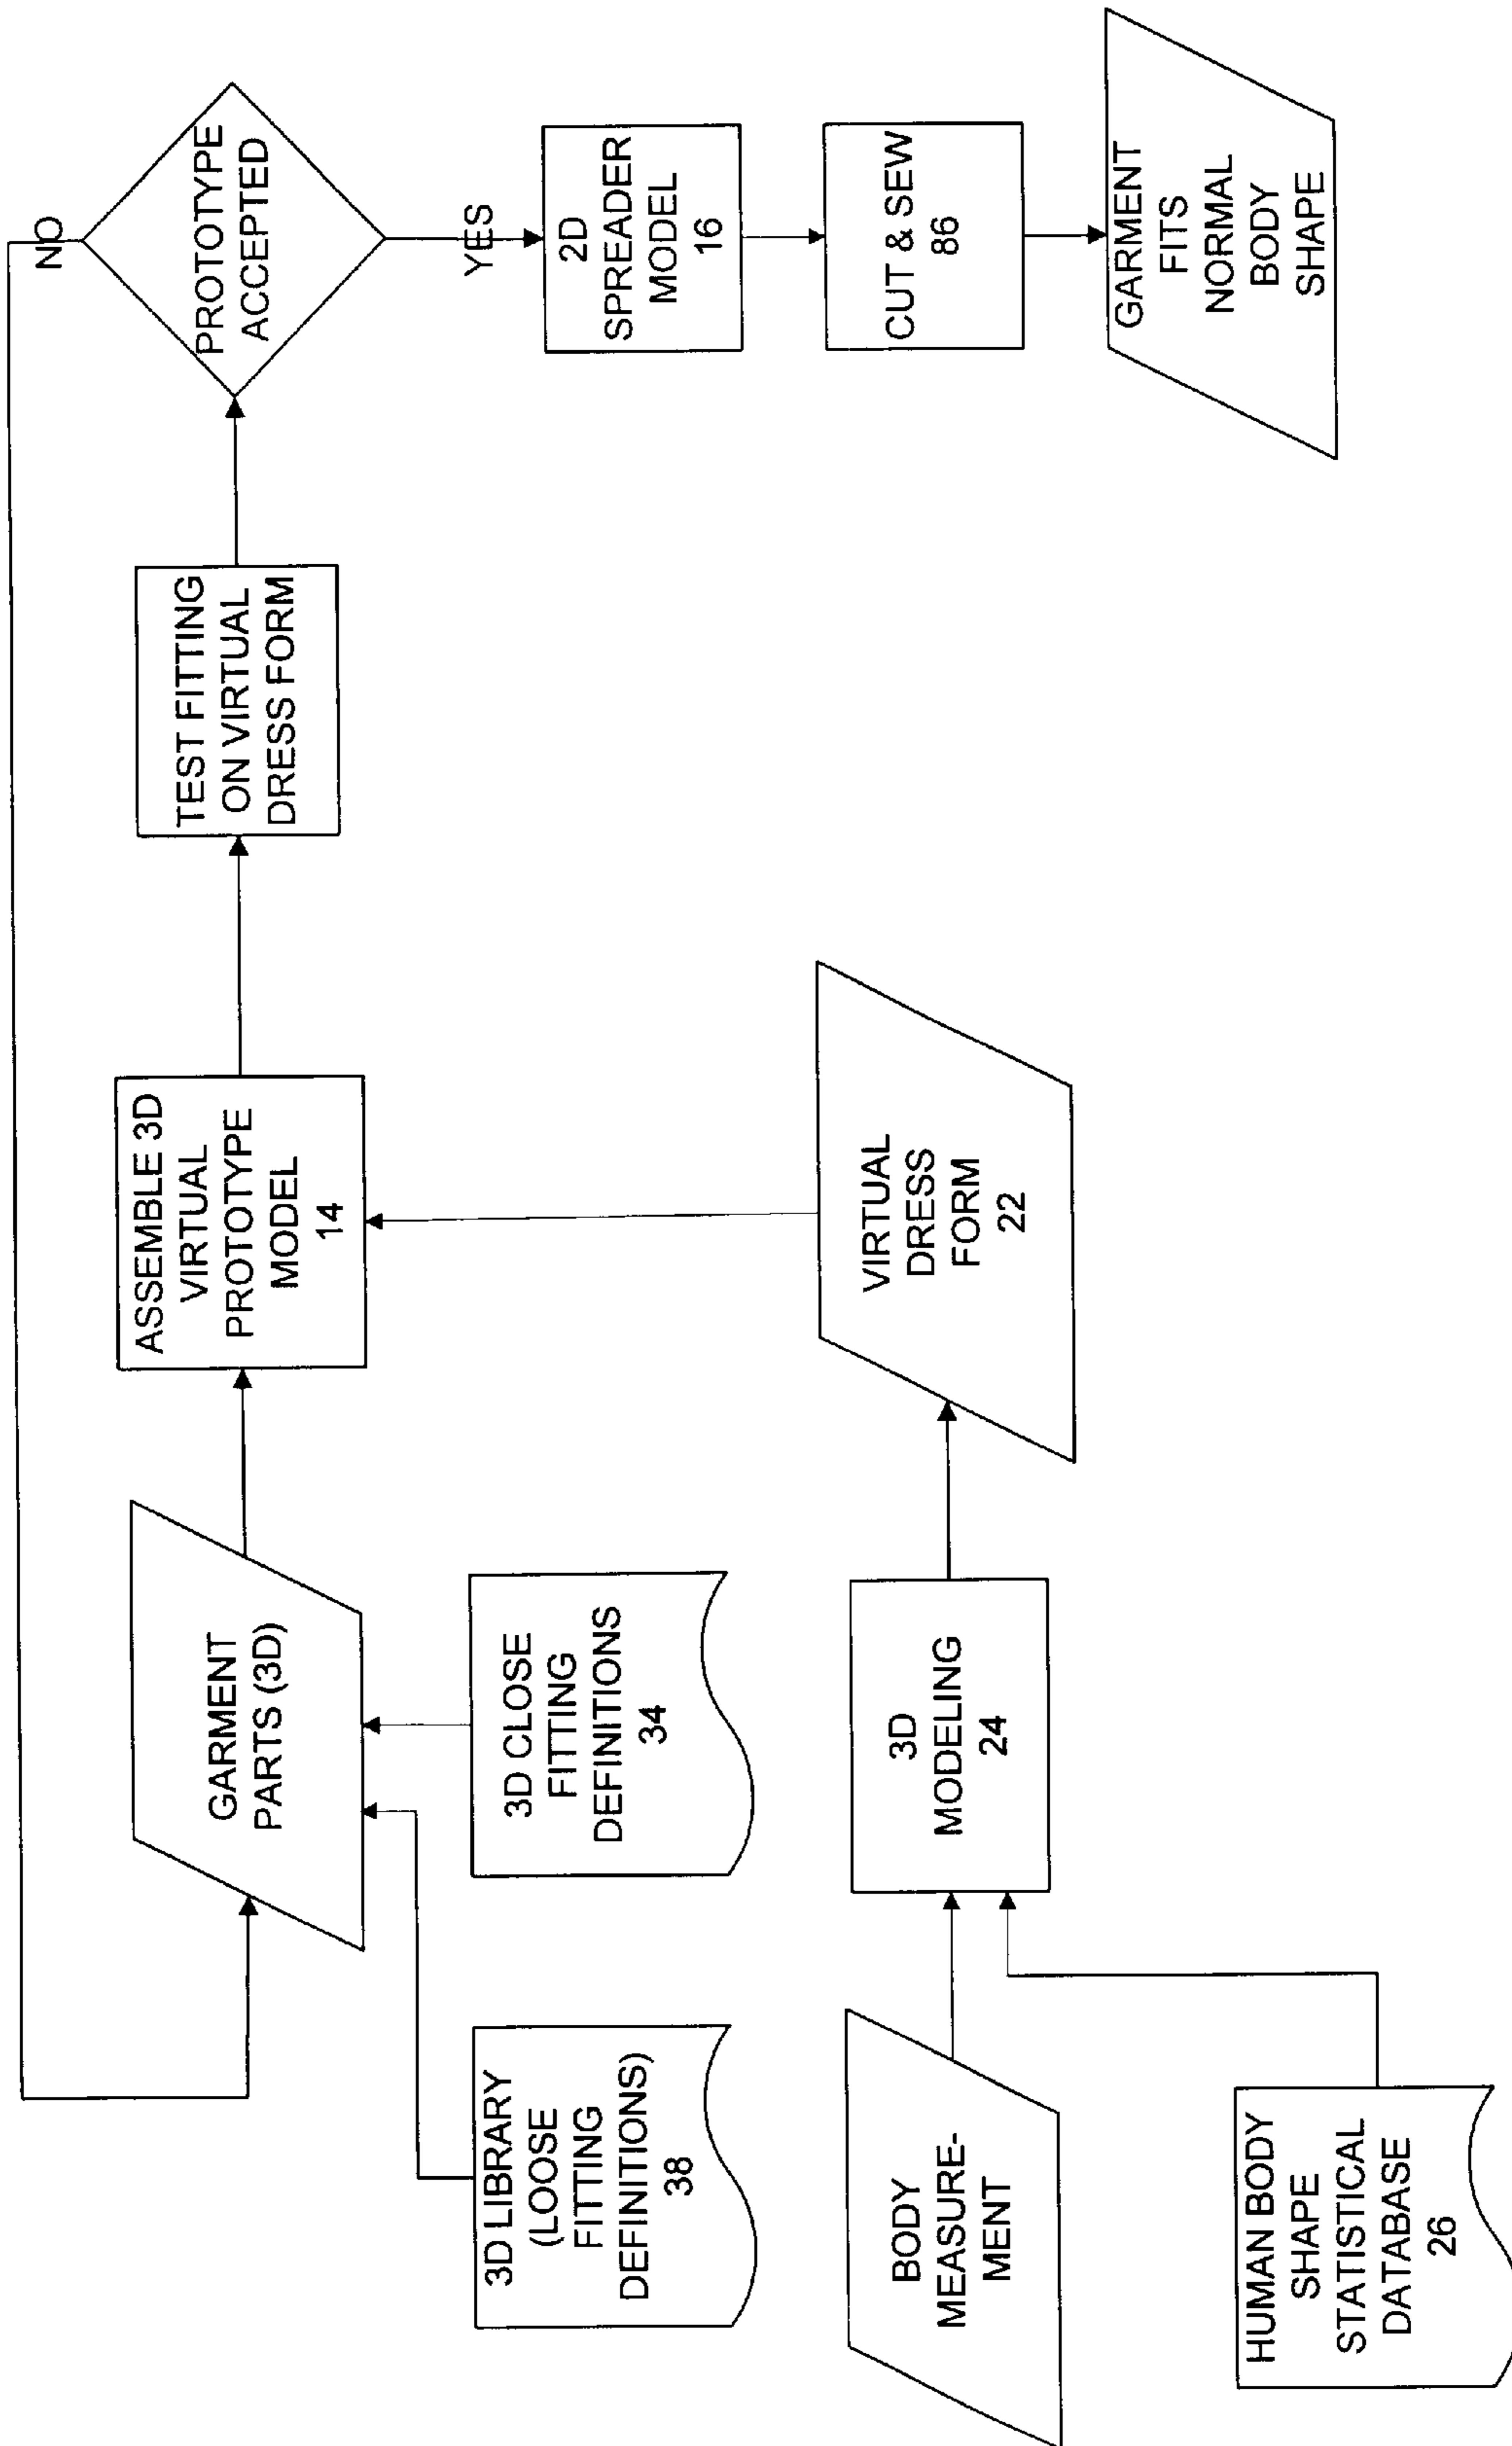 3D LIBRARY
(LOOSE
FITTING
DEFINITIONS)
38
GARMENT
PARTS (3D)
3D CLOSE
FITTING
DEFINITIONS
34
ASSEMBLE 3D
VIRTUAL
PROTOTYPE
MODEL
14
TEST FITTING
ON VIRTUAL
DRESS FORM
NO
PROTOTYPE
ACCEPTED
YES
2D
SPREADER
MODEL
16
CUT & SEW
86
GARMENT
FITS
NORMAL
BODY
SHAPE
BODY
MEASURE-
MENT
HUMAN BODY
SHAPE
STATISTICAL
DATABASE
26
3D
MODELING
24
VIRTUAL
DRESS
FORM
22